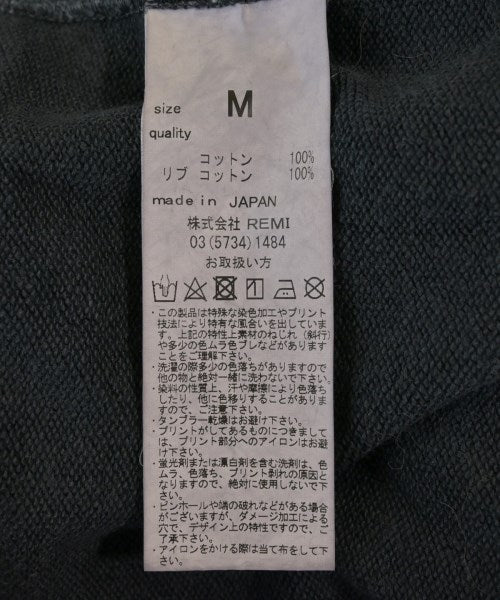 size M
quality
コットン 100%
リブ コットン 100%
made in JAPAN
株式会社 REMI
03(5734)1484
お取扱い方
・この製品は特殊な染色加工やプリント
技法により特有な風合いを出していま
す。上記の特性上素材のねじれ（斜行）
や多少の色ムラ色ブレなどがあります
ことをご理解下さい。
・洗濯の際多少の色落ちがありますので
他の物と絶対一緒に洗わないで下さい。
・染料の性質上、汗や摩擦により色落ち
したり、他に色移りすることがありま
すので、ご注意下さい。
・タンブラー乾燥はお避け下さい。
・プリントがしてあるものにつきまして
は、プリント部分へのアイロンはお避
け下さい。
・蛍光剤または漂白剤を含む洗剤は、色
ムラ、色落ち、プリント剥れの原因と
なりますので、絶対に使用しないで下
さい。
・ピンホールや端の破れなどがある場合
がございますが、ダメージ加工による
穴で、デザイン上の特性ですので、ご
了承下さい。
・アイロンをかける際は当て布をして下